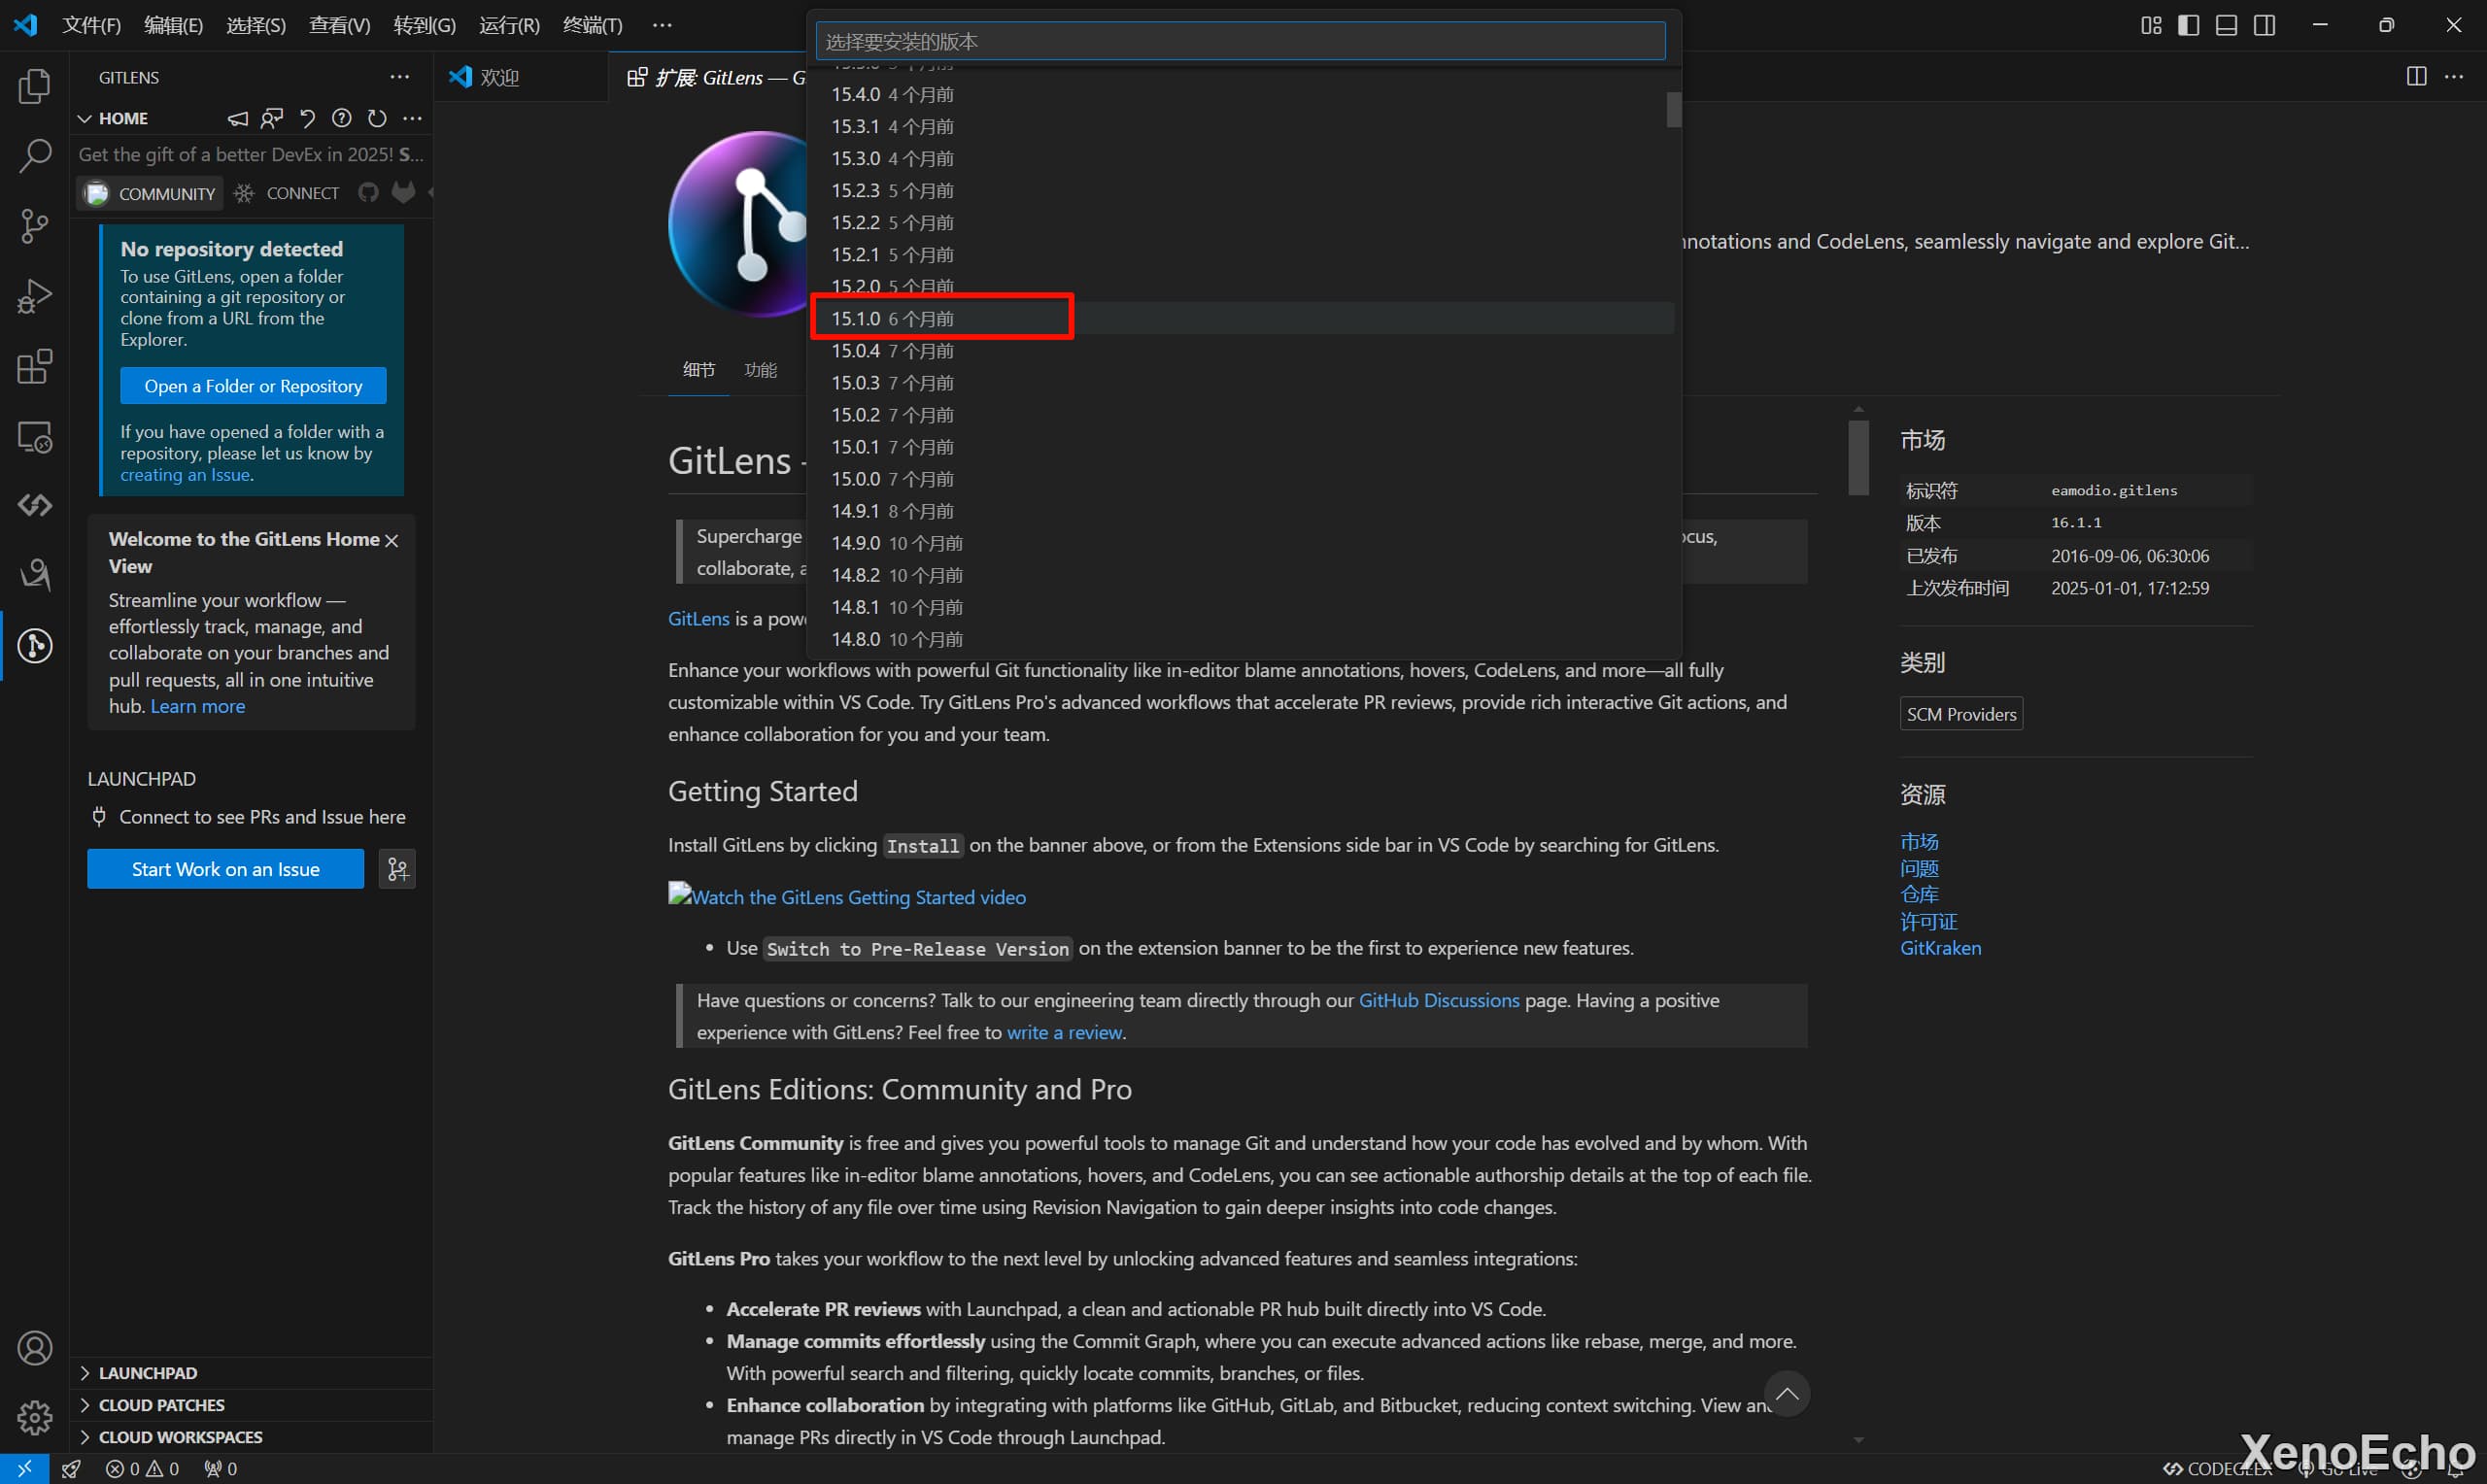 文件(F) 编辑(E) 选择(S) 查看(V) 转到(G) 运行(R) 终端(T) ···
选择要安装的版本
GITLENS
欢迎
扩展: GitLens — G
HOME
Get the gift of a better DevEx in 2025! S...
COMMUNITY CONNECT
No repository detected
To use GitLens, open a folder
containing a git repository or
clone from a URL from the
Explorer.
Open a Folder or Repository
If you have opened a folder with a
repository, please let us know by
creating an Issue.
Welcome to the GitLens Home
View
Streamline your workflow —
effortlessly track, manage, and
collaborate on your branches and
pull requests, all in one intuitive
hub. Learn more
LAUNCHPAD
Connect to see PRs and Issue here
Start Work on an Issue
LAUNCHPAD
CLOUD PATCHES
CLOUD WORKSPACES
15.4.0 4 个月前
15.3.1 4 个月前
15.3.0 4 个月前
15.2.3 5 个月前
15.2.2 5 个月前
15.2.1 5 个月前
15.2.0 5 个月前
15.1.0 6 个月前
15.0.4 7 个月前
15.0.3 7 个月前
15.0.2 7 个月前
15.0.1 7 个月前
15.0.0 7 个月前
14.9.1 8 个月前
14.9.0 10 个月前
14.8.2 10 个月前
14.8.1 10 个月前
14.8.0 10 个月前
nnotations and CodeLens, seamlessly navigate and explore Git...
细节 功能
GitLens -
Supercharge
ocus,
collaborate, a
GitLens is a pow
Enhance your workflows with powerful Git functionality like in-editor blame annotations, hovers, CodeLens, and more—all fully
customizable within VS Code. Try GitLens Pro's advanced workflows that accelerate PR reviews, provide rich interactive Git actions, and
enhance collaboration for you and your team.
Getting Started
Install GitLens by clicking Install on the banner above, or from the Extensions side bar in VS Code by searching for GitLens.
Watch the GitLens Getting Started video
• Use Switch to Pre-Release Version on the extension banner to be the first to experience new features.
Have questions or concerns? Talk to our engineering team directly through our GitHub Discussions page. Having a positive
experience with GitLens? Feel free to write a review.
GitLens Editions: Community and Pro
GitLens Community is free and gives you powerful tools to manage Git and understand how your code has evolved and by whom. With
popular features like in-editor blame annotations, hovers, and CodeLens, you can see actionable authorship details at the top of each file.
Track the history of any file over time using Revision Navigation to gain deeper insights into code changes.
GitLens Pro takes your workflow to the next level by unlocking advanced features and seamless integrations:
• Accelerate PR reviews with Launchpad, a clean and actionable PR hub built directly into VS Code.
• Manage commits effortlessly using the Commit Graph, where you can execute advanced actions like rebase, merge, and more.
With powerful search and filtering, quickly locate commits, branches, or files.
• Enhance collaboration by integrating with platforms like GitHub, GitLab, and Bitbucket, reducing context switching. View an
manage PRs directly in VS Code through Launchpad.
市场
标识符 eamodio.gitlens
版本 16.1.1
已发布 2016-09-06, 06:30:06
上次发布时间 2025-01-01, 17:12:59
类别
SCM Providers
资源
市场
问题
仓库
许可证
GitKraken
0 0 0
CODEGEEX Go Live
XenoEcho